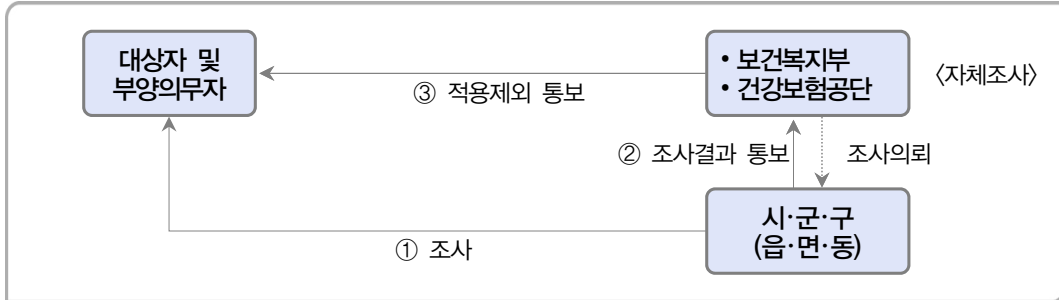 대상자 및
부양의무자
• 보건복지부
• 건강보험공단
〈자체조사〉
③ 적용제외 통보
② 조사결과 통보
조사의뢰
시·군·구
(읍·면·동)
① 조사